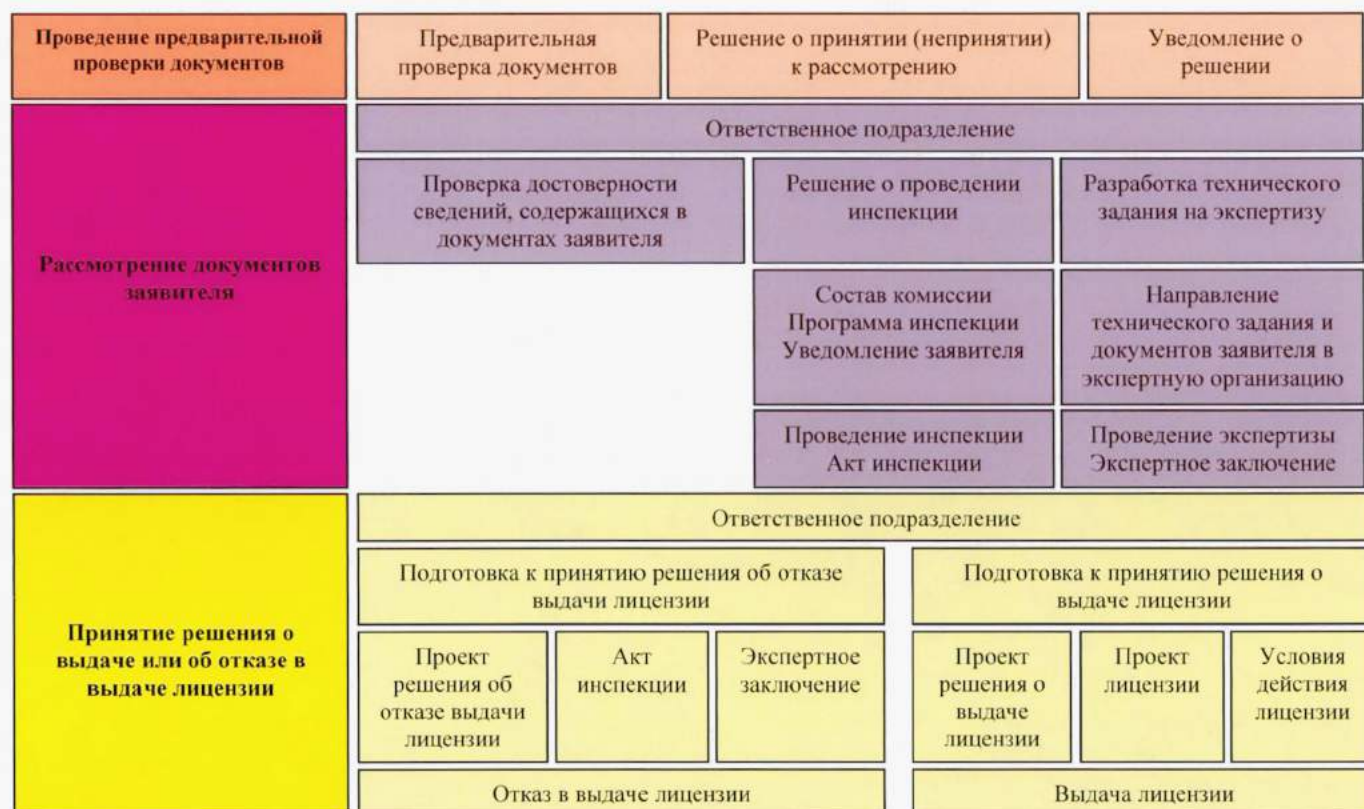 Проведение предварительной
проверки документов
Предварительная
проверка документов
Решение о принятии (непринятии)
к рассмотрению
Уведомление о
решении
Рассмотрение документов
заявителя
Ответственное подразделение
Проверка достоверности
сведений, содержащихся в
документах заявителя
Решение о проведении
инспекции
Разработка технического
задания на экспертизу
Состав комиссии
Программа инспекции
Уведомление заявителя
Направление
технического задания и
документов заявителя в
экспертную организацию
Проведение инспекции
Акт инспекции
Проведение экспертизы
Экспертное заключение
Принятие решения о
выдаче или об отказе в
выдаче лицензии
Ответственное подразделение
Подготовка к принятию решения об отказе
выдачи лицензии
Подготовка к принятию решения о
выдаче лицензии
Проект
решения об
отказе выдачи
лицензии
Акт
инспекции
Экспертное
заключение
Проект
решения о
выдаче
лицензии
Проект
лицензии
Условия
действия
лицензии
Отказ в выдаче лицензии
Выдача лицензии